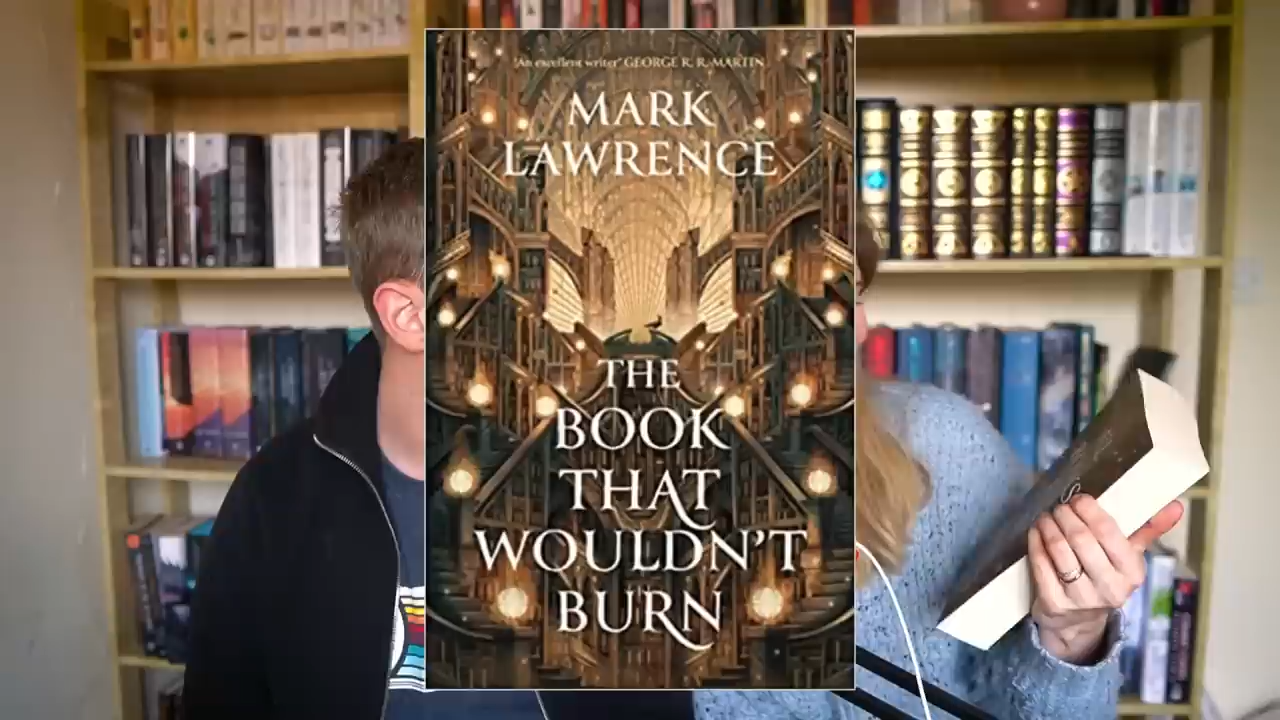 'An excellent writer' GEORGE R. R. MARTIN
MARK
LAWRENCE
THE
BOOK
THAT
WOULDN'T
BURN